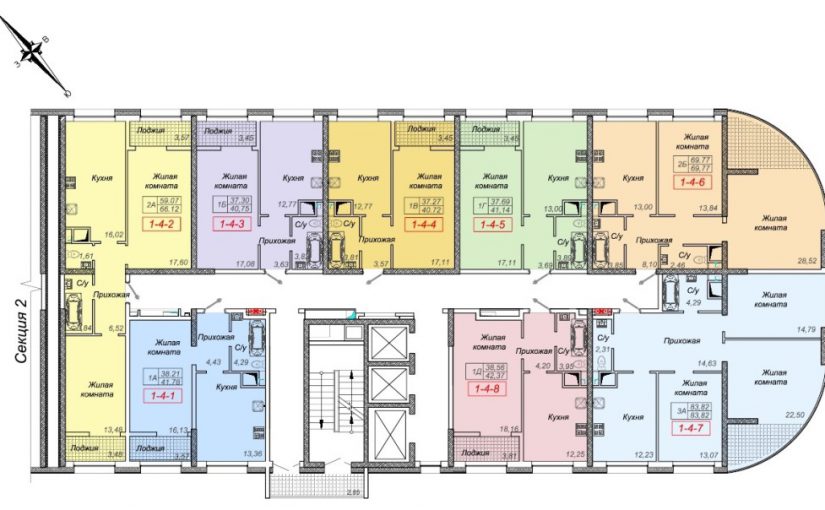 В
З
Секция 2
Лоджия
3,57
Кухня
Жилая
комната
2А
59,07
66,12
1-4-2
16,02
17,60
1,61
С/у
Прихожая
6,52
Жилая
комната
13,48
Лоджия
3,48
Лоджия
3,45
Жилая
комната
Кухня
1Б
37,30
40,75
1-4-3
12,77
С/у
Прихожая
17,08
3,63
Кухня
Лоджия
3,45
12,77
Жилая
комната
1В
37,27
40,72
1-4-4
С/у
3,81
Прихожая
3,57
17,11
Лоджия
3,45
Жилая
комната
Кухня
1Г
37,69
41,14
1-4-5
13,00
С/у
Прихожая
17,11
3,69
Кухня
Жилая
комната
2Б
69,77
69,77
1-4-6
13,00
13,84
С/у
Прихожая
3,85
8,10
С/у
2,46
Жилая
комната
28,52
Жилая
комната
1А
38,21
41,78
1-4-1
16,13
Лоджия
3,57
Прихожая
4,43
С/у
4,29
Кухня
13,36
2,60
Жилая
комната
1Д
38,56
42,37
1-4-8
18,16
Лоджия
3,81
Прихожая
4,20
С/у
3,95
Кухня
12,25
С/у
2,31
С/у
4,29
Прихожая
14,63
Жилая
комната
14,79
Кухня
12,23
Жилая
комната
3А
83,82
83,82
1-4-7
13,07
Жилая
комната
22,50